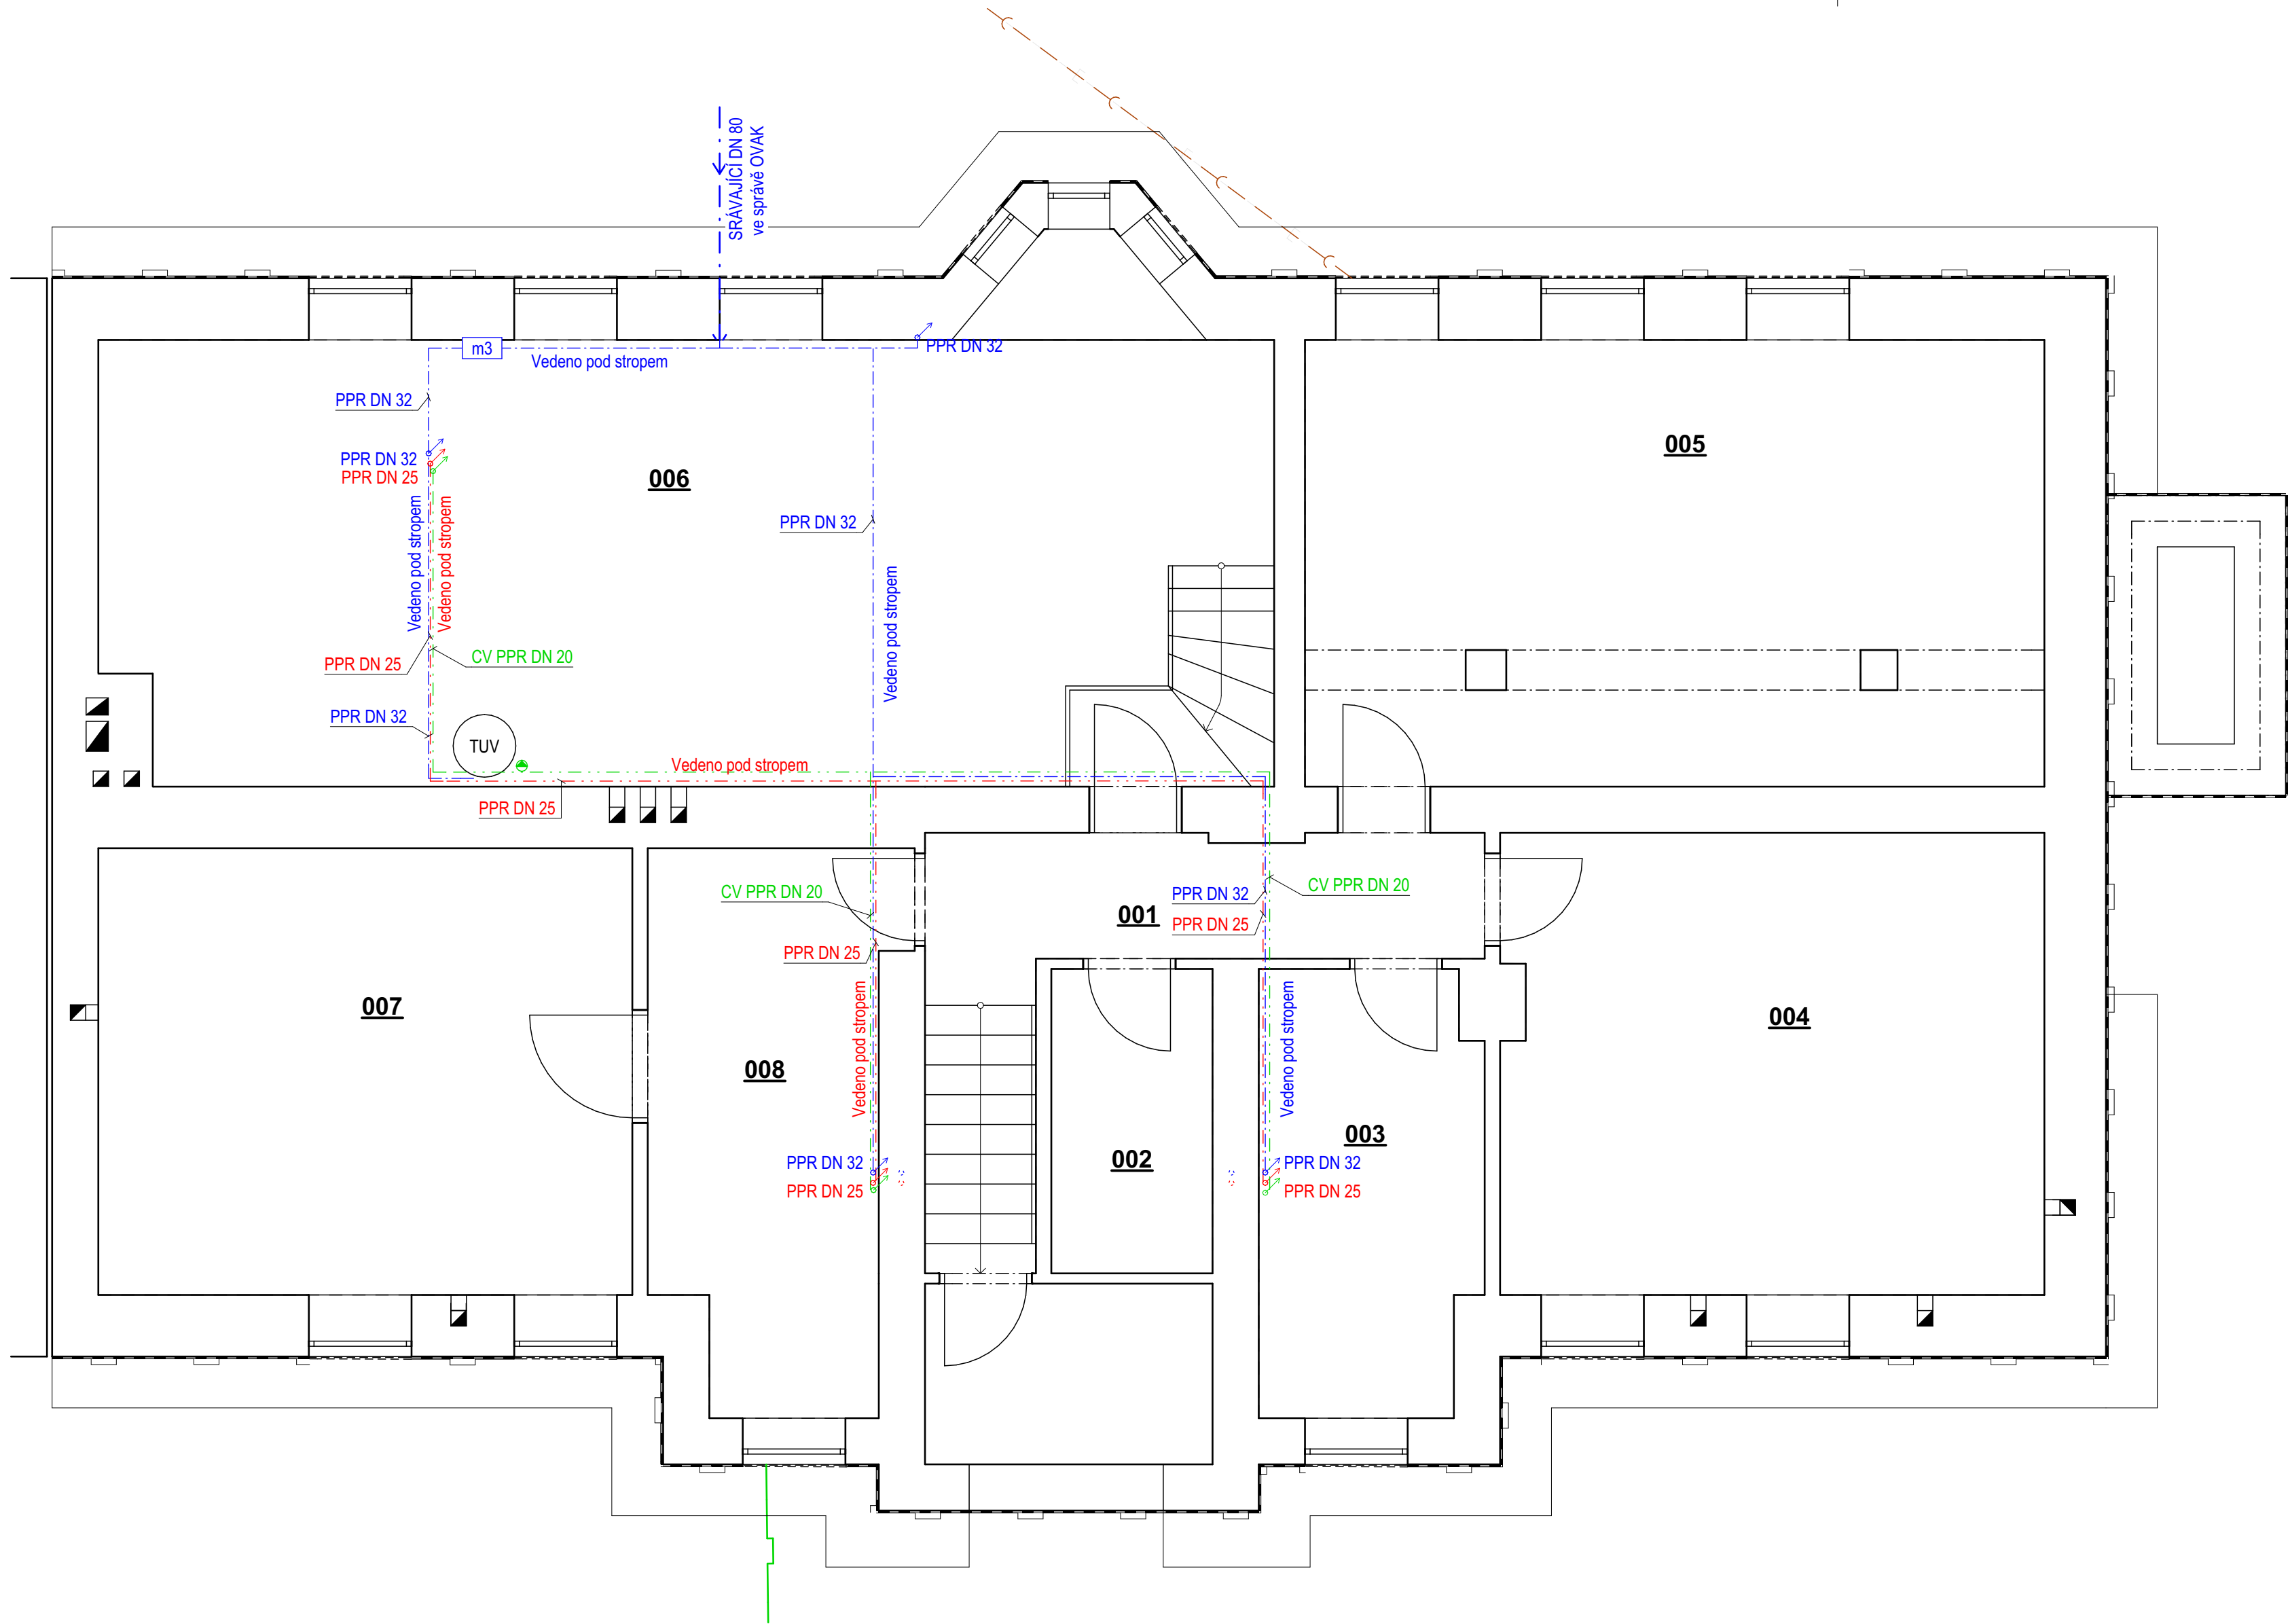 SRÁVAJÍCÍ DN 80
ve správě OVAK
m3
Vedeno pod stropem
PPR DN 32
PPR DN 32
PPR DN 32
PPR DN 25
006
005
Vedeno pod stropem
Vedeno pod stropem
PPR DN 32
Vedeno pod stropem
PPR DN 25
CV PPR DN 20
PPR DN 32
TUV
Vedeno pod stropem
PPR DN 25
CV PPR DN 20
PPR DN 32
CV PPR DN 20
001
PPR DN 25
PPR DN 25
007
008
004
Vedeno pod stropem
Vedeno pod stropem
002
003
PPR DN 32
PPR DN 25
PPR DN 32
PPR DN 25